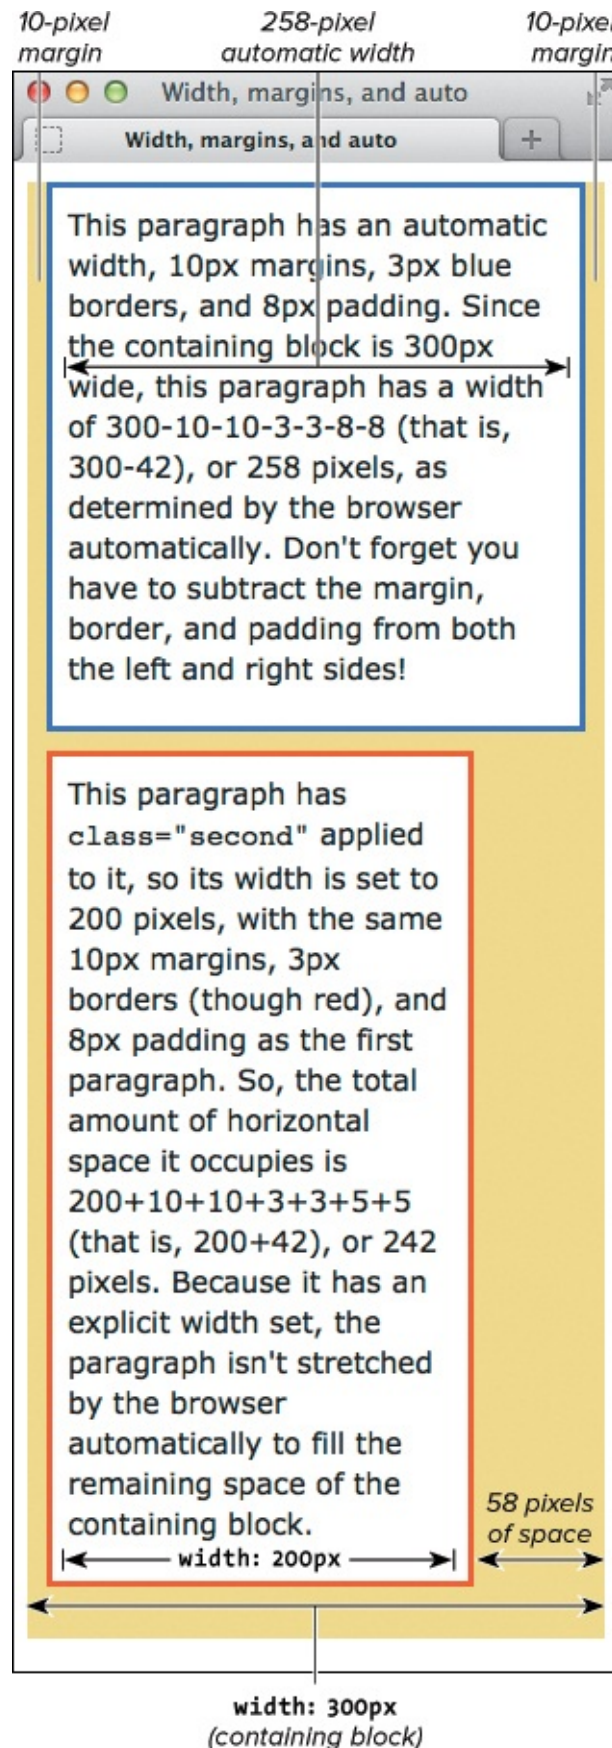 10-pixel
margin
258-pixel
automatic width
10-pixel
margin
Width, margins, and auto
Width, margins, and auto
This paragraph has an automatic
width, 10px margins, 3px blue
borders, and 8px padding. Since
the containing block is 300px
wide, this paragraph has a width
of 300-10-10-3-3-8-8 (that is,
300-42), or 258 pixels, as
determined by the browser
automatically. Don't forget you
have to subtract the margin,
border, and padding from both
the left and right sides!
This paragraph has
class="second" applied
to it, so its width is set to
200 pixels, with the same
10px margins, 3px
borders (though red), and
8px padding as the first
paragraph. So, the total
amount of horizontal
space it occupies is
200+10+10+3+3+5+5
(that is, 200+42), or 242
pixels. Because it has an
explicit width set, the
paragraph isn't stretched
by the browser
automatically to fill the
remaining space of the
containing block.
58 pixels
of space
width: 200px
width: 300px
(containing block)